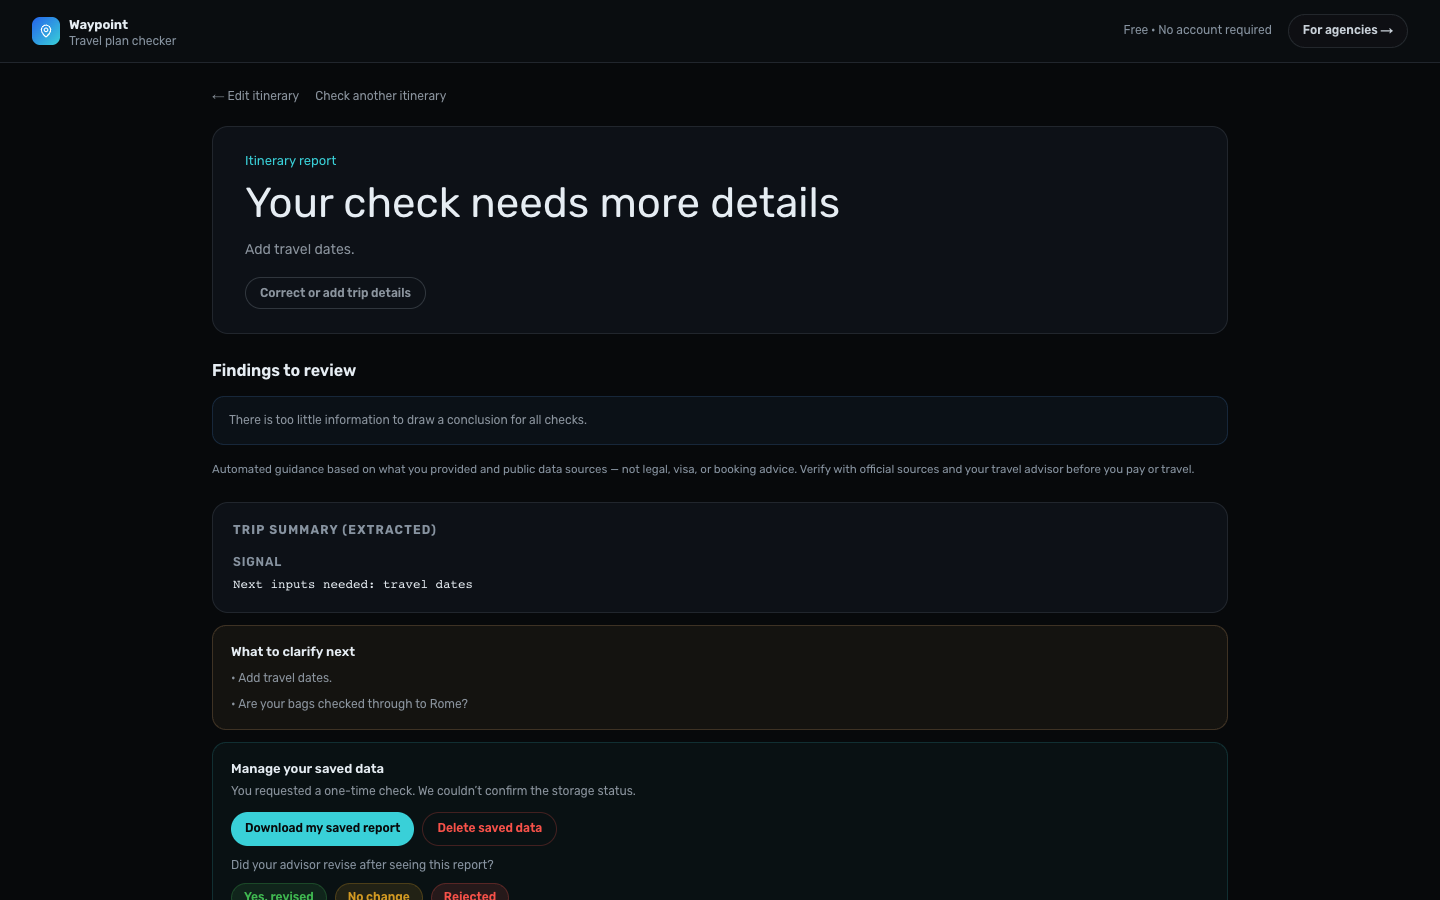 Waypoint
Travel plan checker
Free • No account required
For agencies →
← Edit itinerary
Check another itinerary
Itinerary report
Your check needs more details
Add travel dates.
Correct or add trip details
Findings to review
There is too little information to draw a conclusion for all checks.
Automated guidance based on what you provided and public data sources — not legal, visa, or booking advice. Verify with official sources and your travel advisor before you pay or travel.
TRIP SUMMARY (EXTRACTED)
SIGNAL
Next inputs needed: travel dates
What to clarify next
• Add travel dates.
• Are your bags checked through to Rome?
Manage your saved data
You requested a one-time check. We couldn't confirm the storage status.
Download my saved report
Delete saved data
Did your advisor revise after seeing this report?
Yes, revised
No change
Rejected